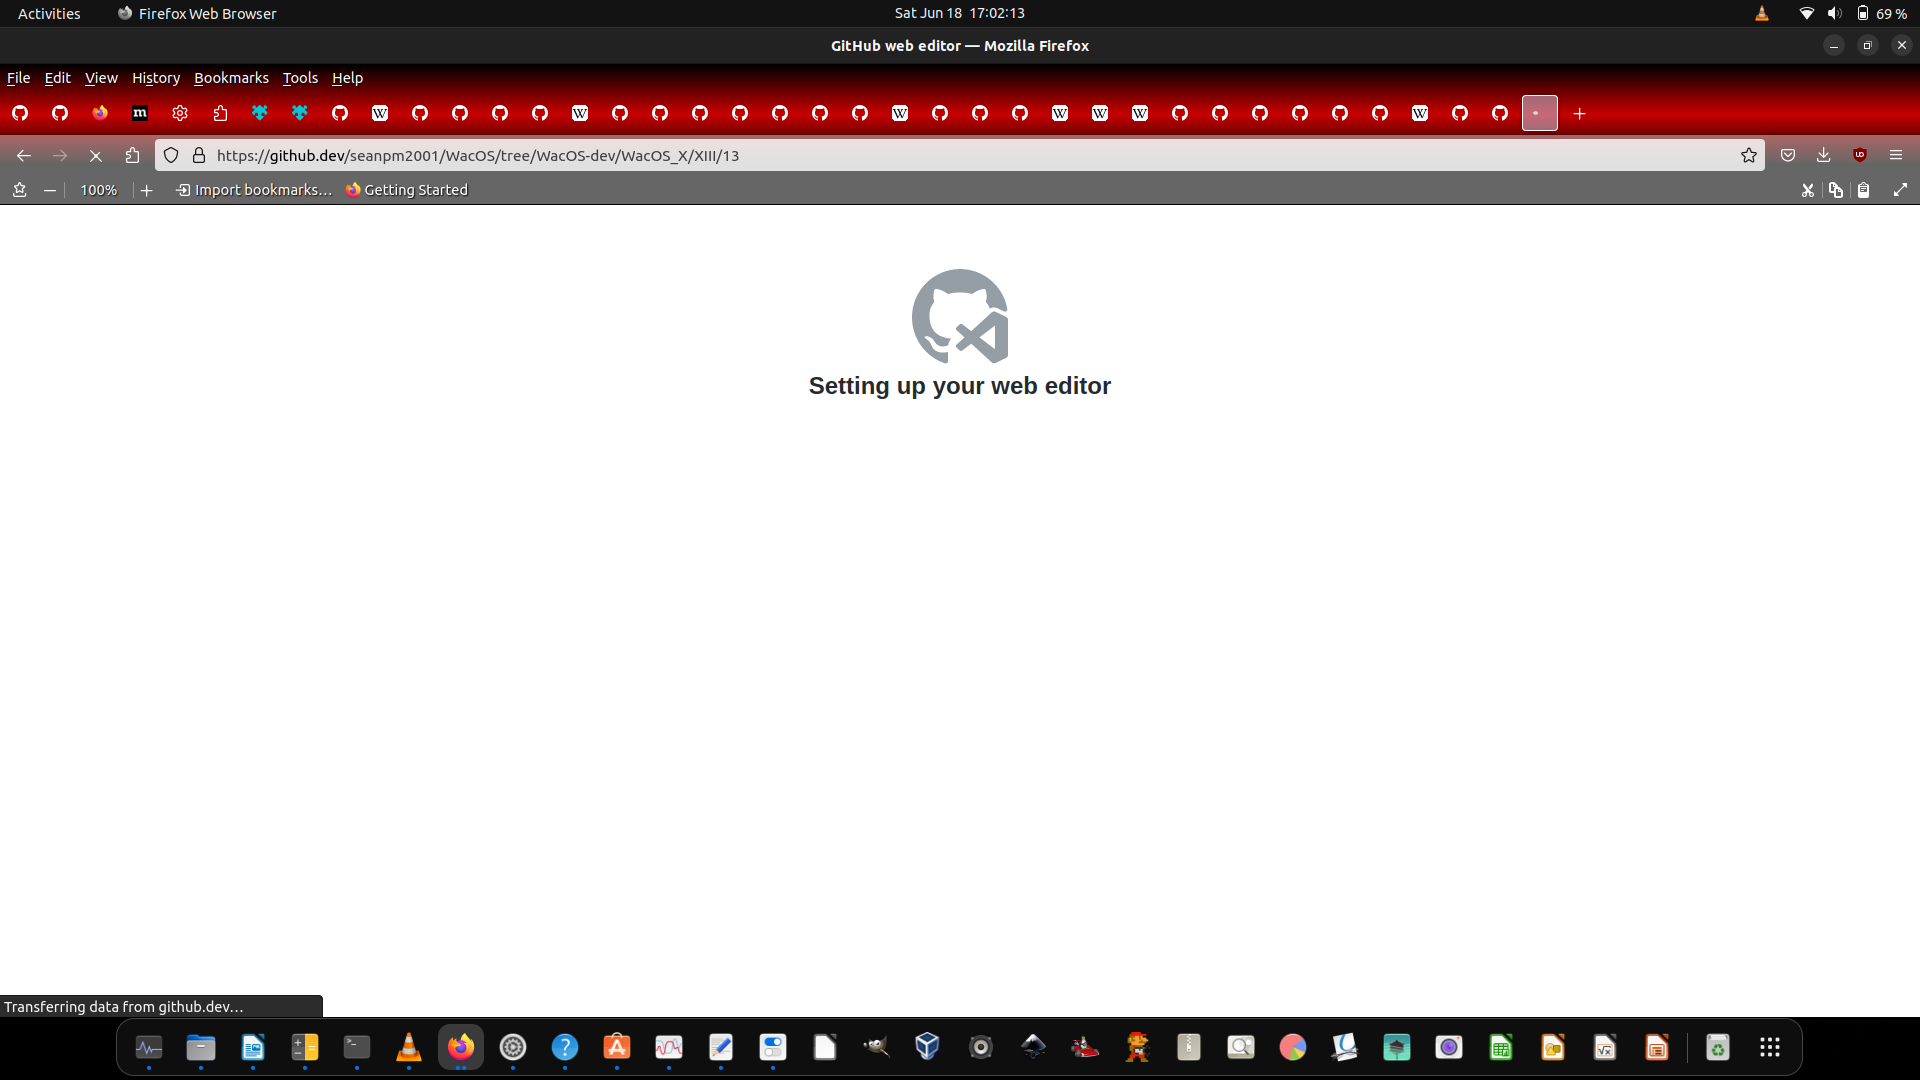 Activities Firefox Web Browser Sat Jun 18 17:02:13 69 %
GitHub web editor — Mozilla Firefox
File Edit View History Bookmarks Tools Help
https://github.dev/seanpm2001/WacOS/tree/WacOS-dev/WacOS_X/XIII/13
100% Import bookmarks… Getting Started
Setting up your web editor
Transferring data from github.dev…